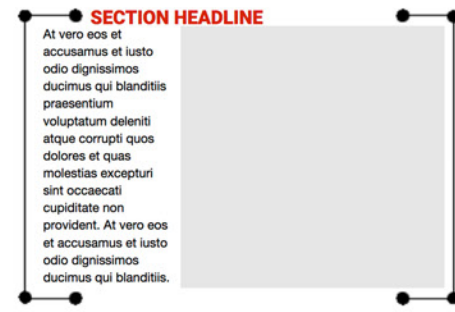 SECTION HEADLINE
At vero eos et
accusamus et iusto
odio dignissimos
ducimus qui blanditiis
praesentium
voluptatum deleniti
atque corrupti quos
dolores et quas
molestias excepturi
sint occaecati
cupiditate non
provident. At vero eos
et accusamus et iusto
odio dignissimos
ducimus qui blanditiis.